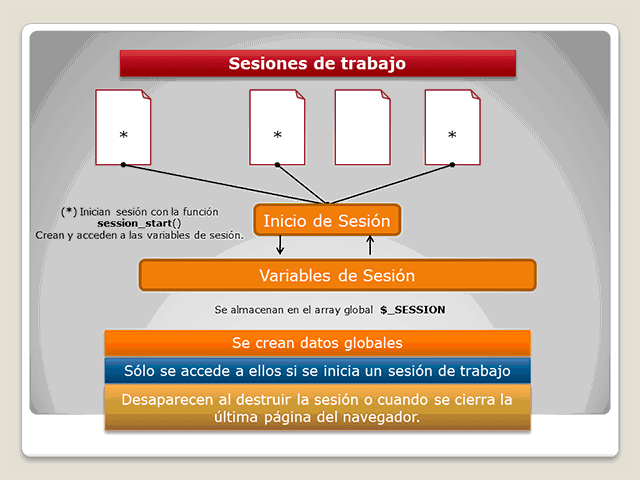 Sesiones de trabajo
* * *
(*) Inician sesión con la función
session_start()
Crean y acceden a las variables de sesión.
Inicio de Sesión
Variables de Sesión
Se almacenan en el array global $_SESSION
Se crean datos globales
Sólo se accede a ellos si se inicia un sesión de trabajo
Desaparecen al destruir la sesión o cuando se cierra la
última página del navegador.